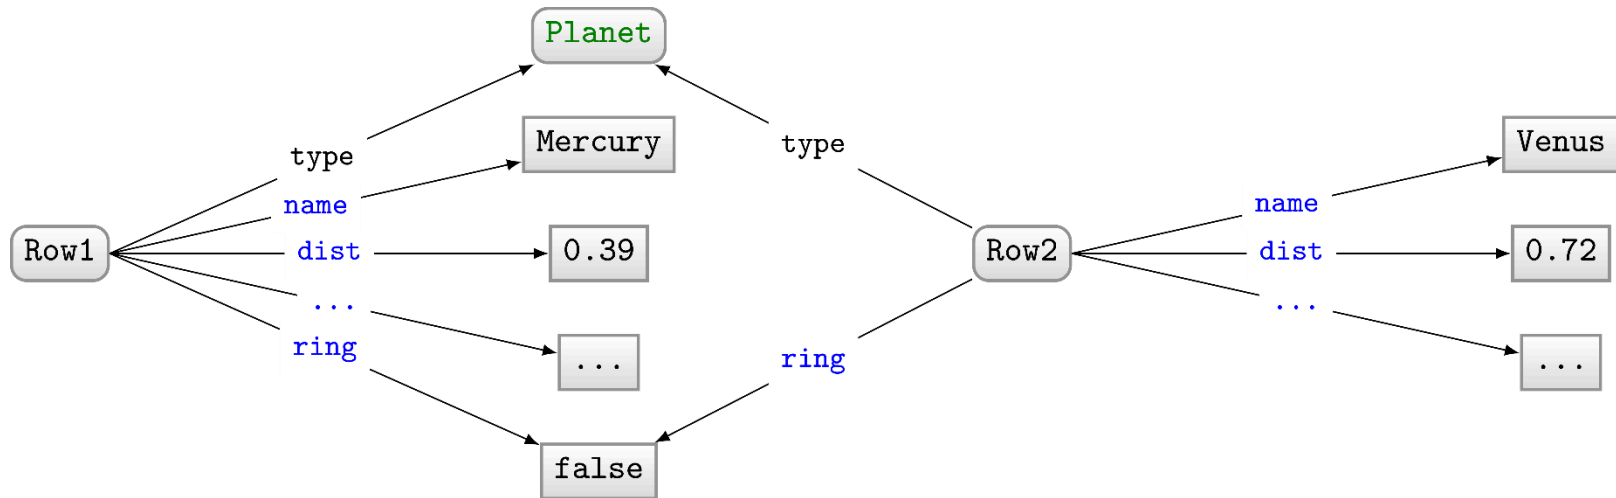 Planet
type
Mercury
type
Venus
name
name
Row1
dist
0.39
Row2
dist
0.72
...
...
ring
...
ring
...
false